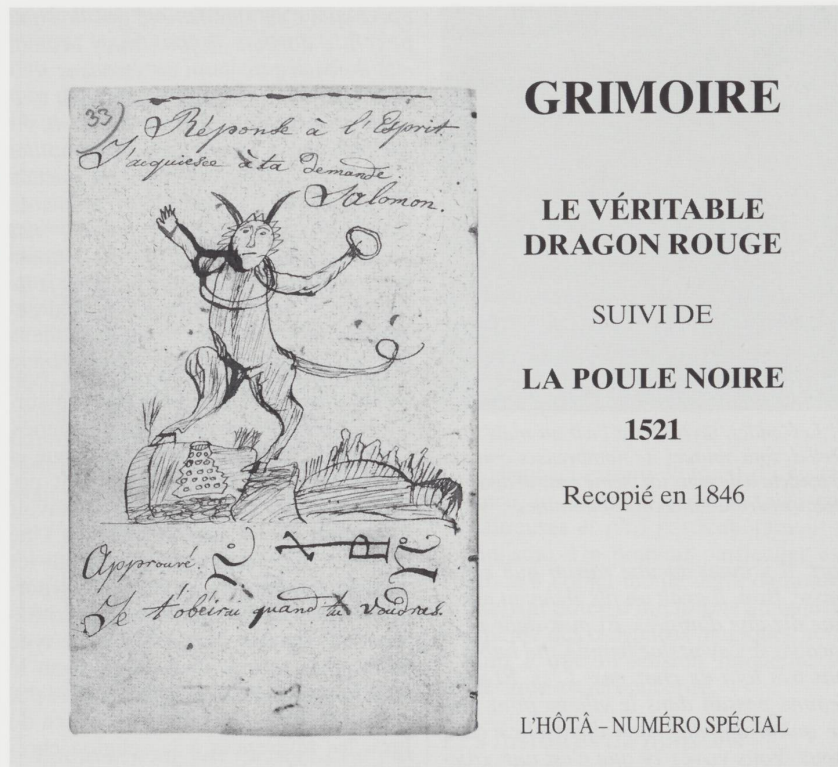 33)
Réponse à l'Esprit
J'acquiesce à ta demande.
Salomon.
Approuvé.
Je t'obéirai quand tu voudras.
GRIMOIRE
LE VÉRITABLE
DRAGON ROUGE
SUIVI DE
LA POULE NOIRE
1521
Recopié en 1846
L'HÔTÂ – NUMÉRO SPÉCIAL